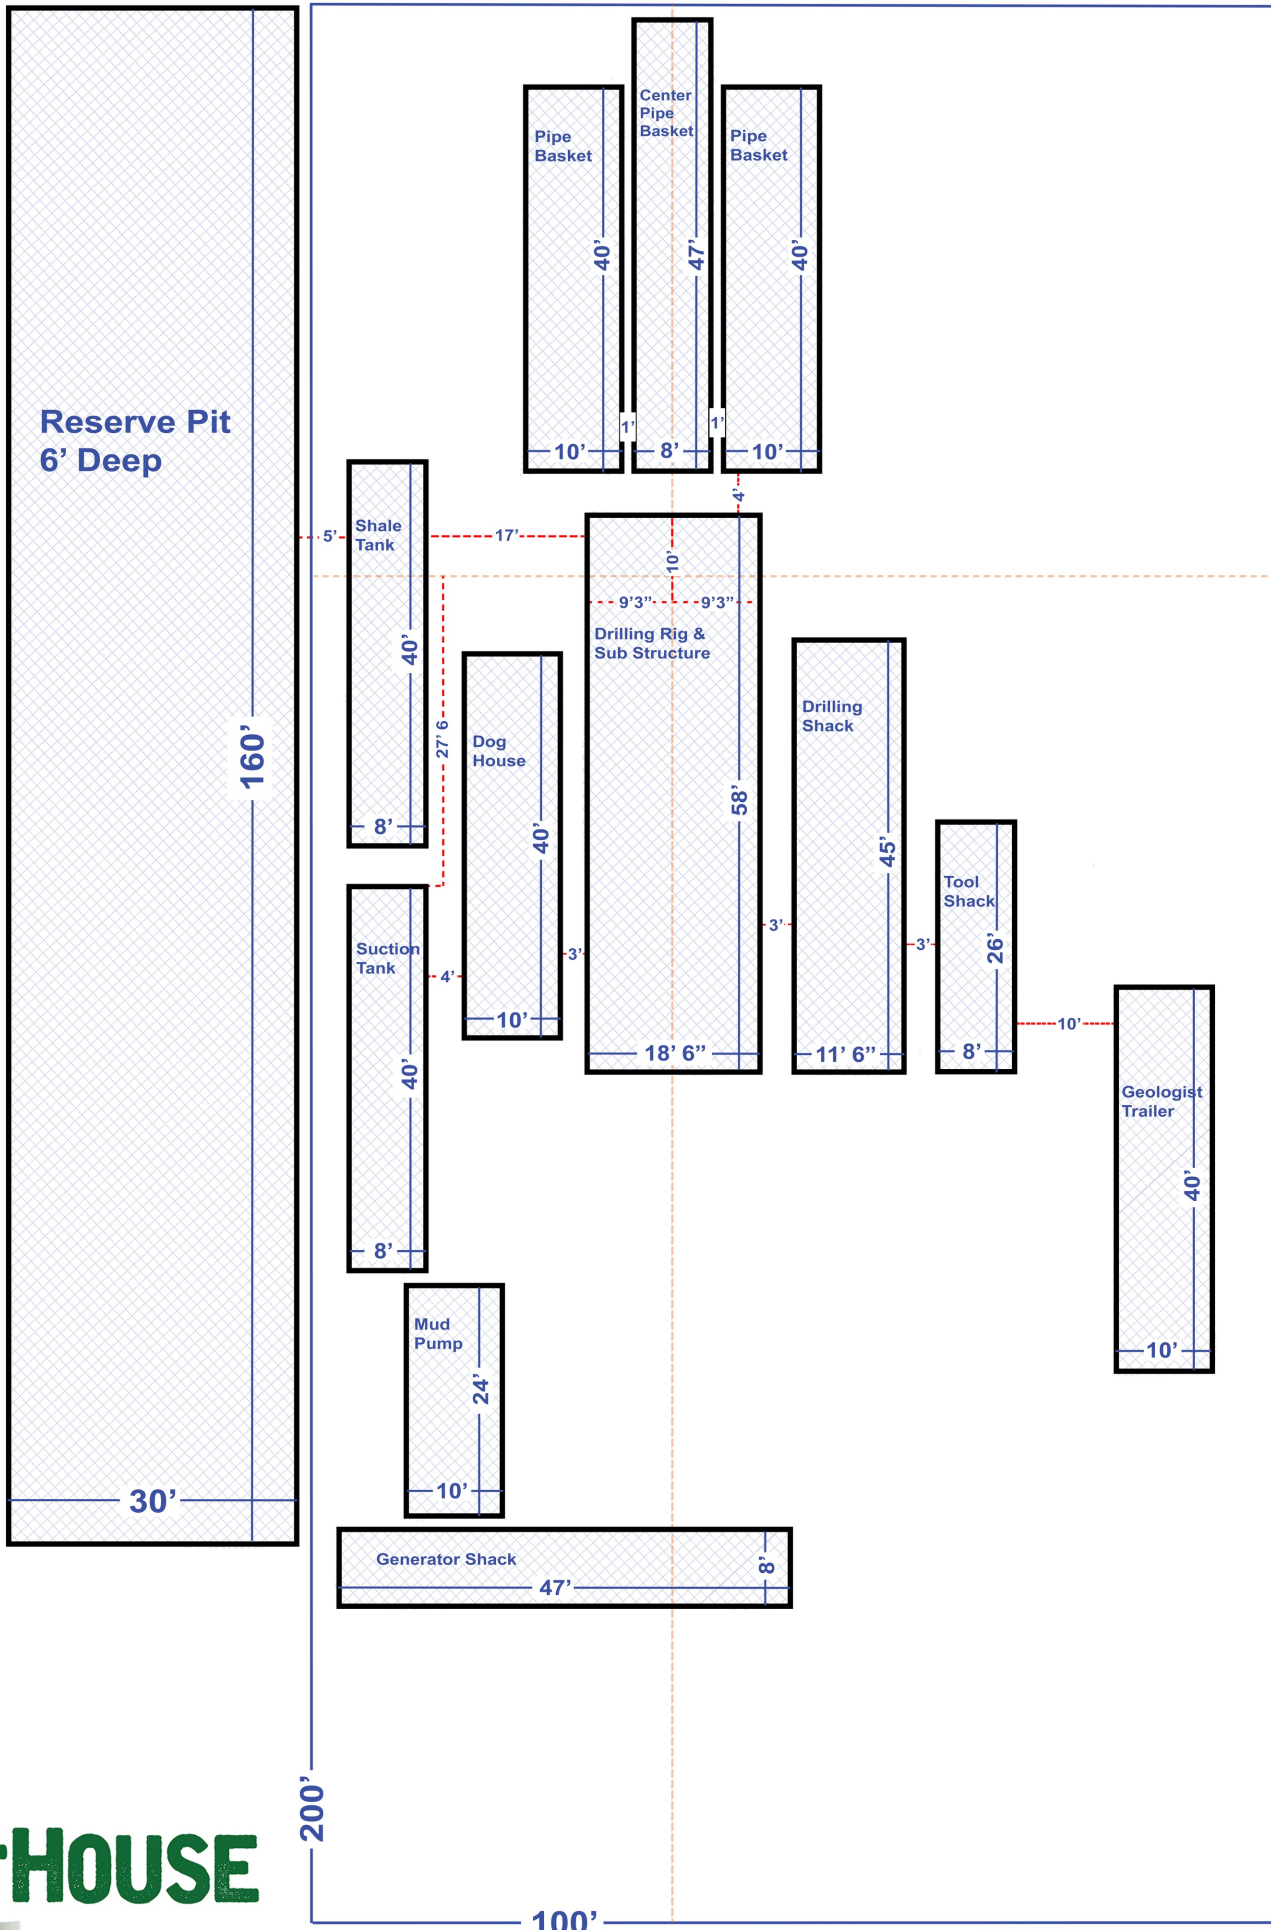 Center
Pipe
Basket
Pipe
Basket
Pipe
Basket
40’
47’
40’
1’
1’
10’
8’
10’
Reserve Pit
6’ Deep
4’
Shale
Tank
5’
17’
10’
9’3”
9’3”
Drilling Rig &
Sub Structure
40’
27’ 6
Dog
House
Drilling
Shack
160’
58’
8’
40’
45’
Tool
Shack
26’
Suction
Tank
4’
3’
3’
3’
10’
10’
18’ 6”
11’ 6”
8’
40’
Geologist
Trailer
40’
8’
Mud
Pump
24’
10’
10’
30’
Generator Shack
8’
47’
200’
HOUSE
100’